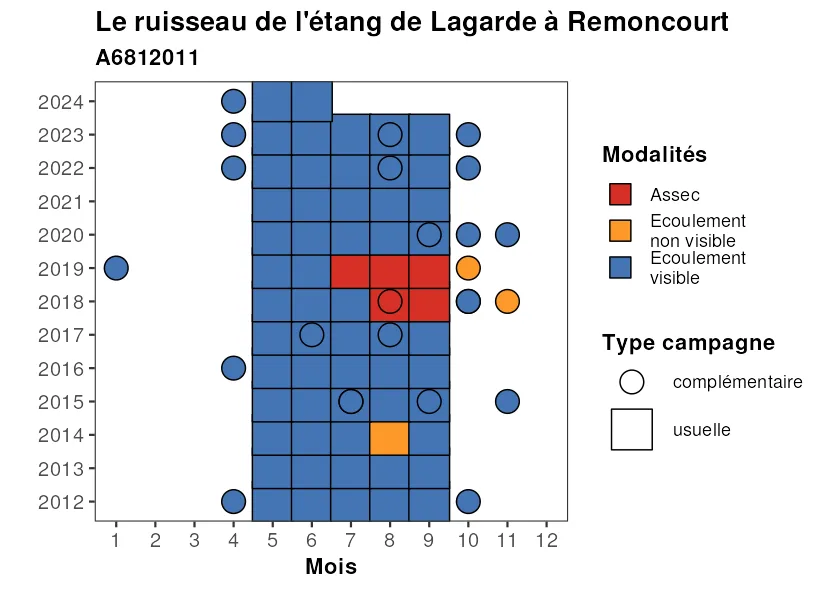 Le ruisseau de l'étang de Lagarde à Remoncourt
A6812011
2024
2023
2022
2021
2020
2019
2018
2017
2016
2015
2014
2013
2012
1 2 3 4 5 6 7 8 9 10 11 12
Mois
Modalités
Assec
Ecoulement
non visible
Ecoulement
visible
Type campagne
complémentaire
usuelle